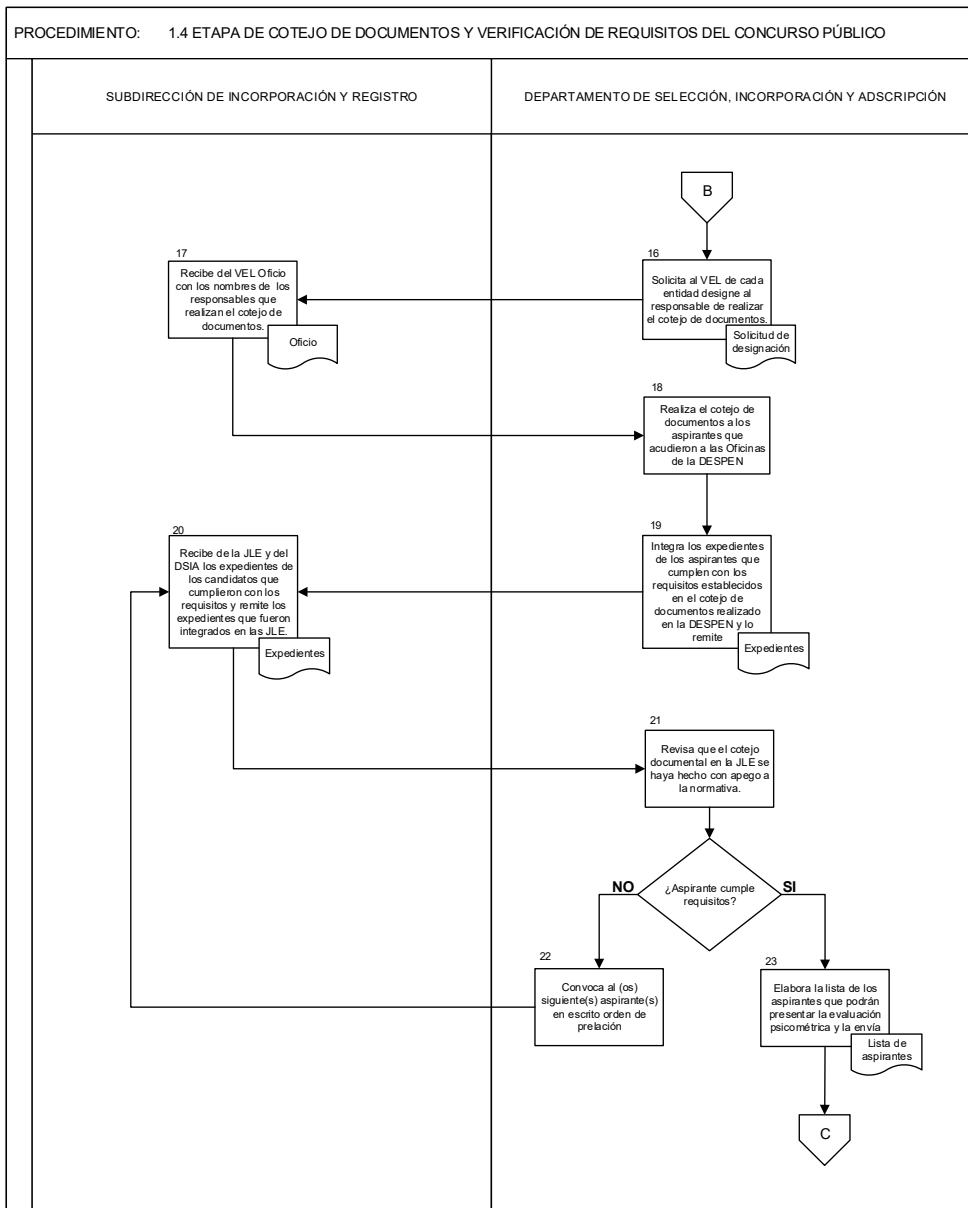 PROCEDIMIENTO: 1.4 ETAPA DE COTEJO DE DOCUMENTOS Y VERIFICACIÓN DE REQUISITOS DEL CONCURSO PÚBLICO
SUBDIRECCIÓN DE INCORPORACIÓN Y REGISTRO
DEPARTAMENTO DE SELECCIÓN, INCORPORACIÓN Y ADSCRIPCIÓN
B
16
Solicita al VEL de cada
entidad designe al
responsable de realizar
el cotejo de documentos.
Solicitud de
designación
17
Recibe del VEL Oficio
con los nombres de los
responsables que
realizan el cotejo de
documentos.
Oficio
18
Realiza el cotejo de
documentos a los
aspirantes que
acudieron a las Oficinas
de la DESPEN
19
Integra los expedientes
de los aspirantes que
cumplen con los
requisitos establecidos
en el cotejo de
documentos realizado
en la DESPEN y lo
remite
Expedientes
20
Recibe de la JLE y del
DSIA los expedientes de
los candidatos que
cumplieron con los
requisitos y remite los
expedientes que fueron
integrados en las JLE.
Expedientes
21
Revisa que el cotejo
documental en la JLE se
haya hecho con apego a
la normativa.
¿Aspirante cumple
requisitos?
NO
SI
22
Convoca al (os)
siguiente(s) aspirante(s)
en escrito orden de
prelación
23
Elabora la lista de los
aspirantes que podrán
presentar la evaluación
psicométrica y la envía
Lista de
aspirantes
C